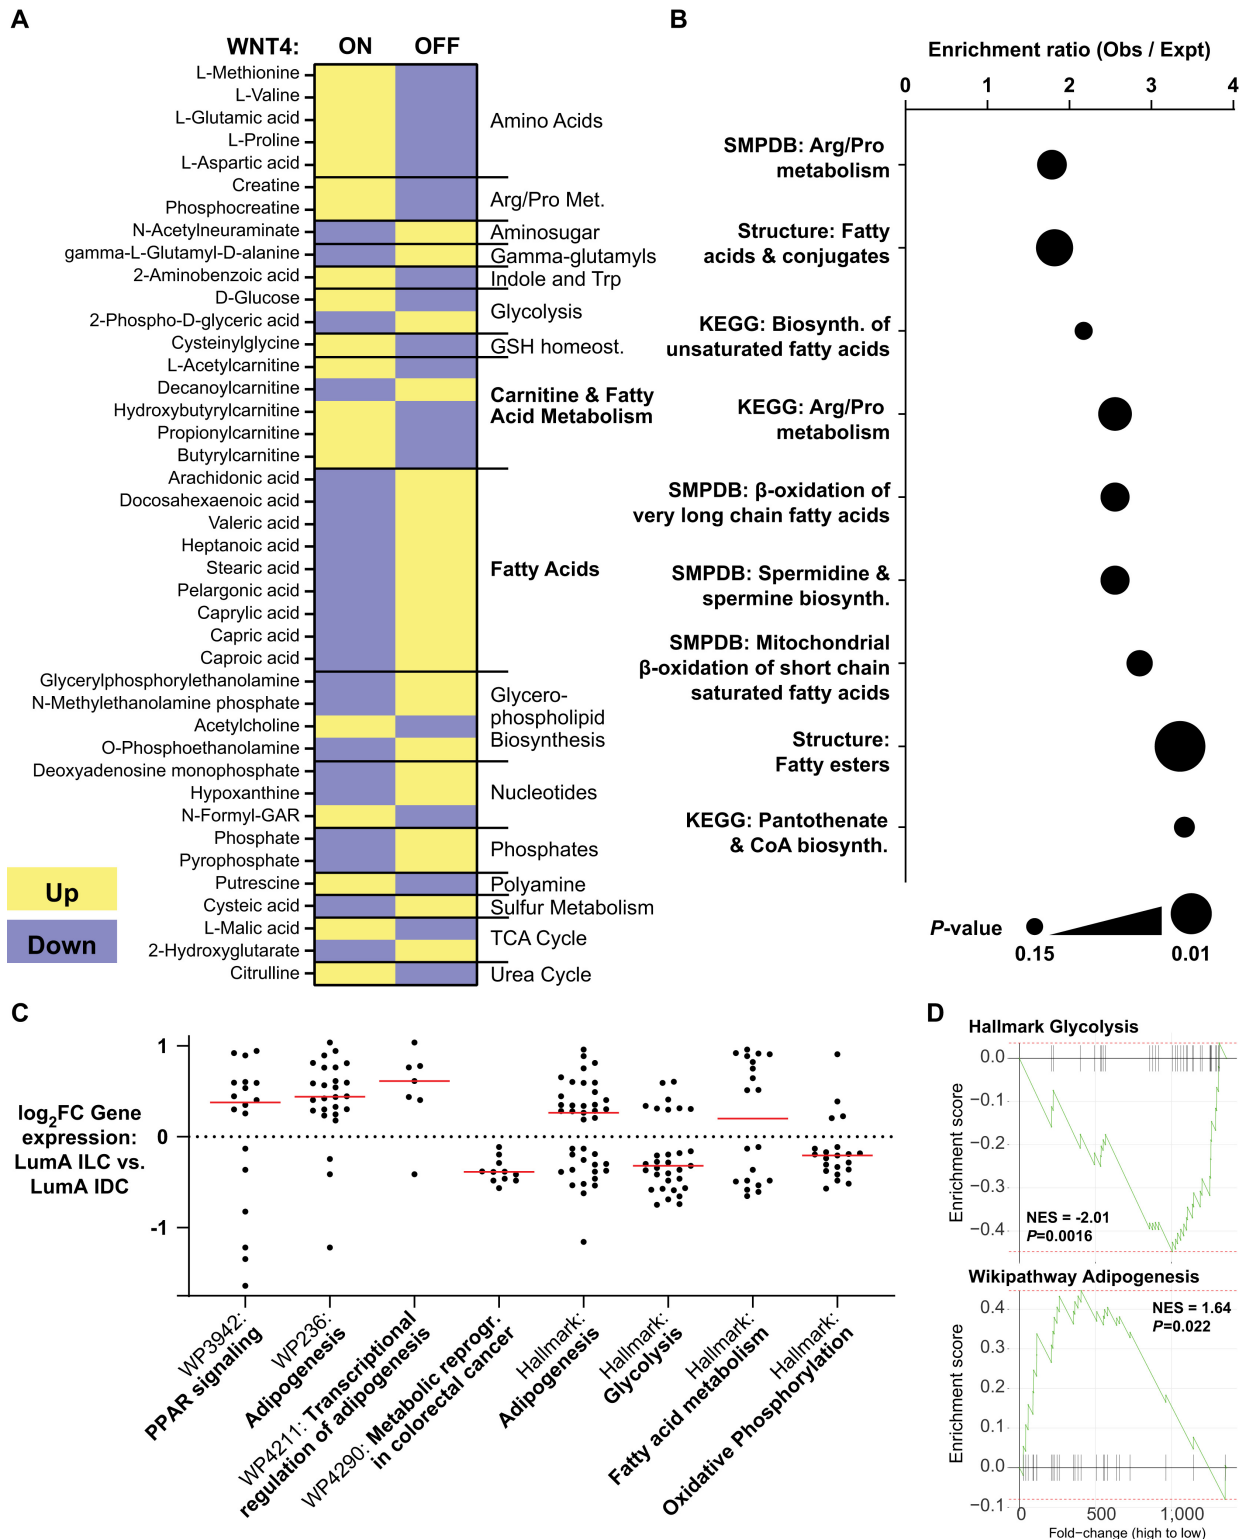 A
WNT4: ON OFF
L-Methionine
L-Valine
L-Glutamic acid
L-Proline
L-Aspartic acid
Creatine
Phosphocreatine
N-Acetylneuraminate
gamma-L-Glutamyl-D-alanine
2-Aminobenzoic acid
D-Glucose
2-Phospho-D-glyceric acid
Cysteinylglycine
L-Acetylcarnitine
Decanoylcarnitine
Hydroxybutyrylcarnitine
Propionylcarnitine
Butyrylcarnitine
Arachidonic acid
Docosahexaenoic acid
Valeric acid
Heptanoic acid
Stearic acid
Pelargonic acid
Caprylic acid
Capric acid
Caproic acid
Glycerylphosphorylethanolamine
N-Methylethanolamine phosphate
Acetylcholine
O-Phosphoethanolamine
Deoxyadenosine monophosphate
Hypoxanthine
N-Formyl-GAR
Phosphate
Pyrophosphate
Putrescine
Cysteic acid
L-Malic acid
2-Hydroxyglutarate
Citrulline
Amino Acids
Arg/Pro Met.
Aminosugar
Gamma-glutamyls
Indole and Trp
Glycolysis
GSH homeost.
Carnitine & Fatty
Acid Metabolism
Fatty Acids
Glycero-
phospholipid
Biosynthesis
Nucleotides
Phosphates
Polyamine
Sulfur Metabolism
TCA Cycle
Urea Cycle
Up
Down
B
Enrichment ratio (Obs / Expt)
0 1 2 3 4
SMPDB: Arg/Pro
metabolism
Structure: Fatty
acids & conjugates
KEGG: Biosynth. of
unsaturated fatty acids
KEGG: Arg/Pro
metabolism
SMPDB: β-oxidation of
very long chain fatty acids
SMPDB: Spermidine &
spermine biosynth.
SMPDB: Mitochondrial
β-oxidation of short chain
saturated fatty acids
Structure:
Fatty esters
KEGG: Pantothenate
& CoA biosynth.
P-value
0.15 0.01
C
log2FC Gene
expression:
LumA ILC vs.
LumA IDC
1
0
-1
WP3942:
PPAR signaling
WP236:
Adipogenesis
WP4211: Transcriptional
regulation of adipogenesis
WP4290: Metabolic reprogr.
in colorectal cancer
Hallmark:
Adipogenesis
Hallmark:
Glycolysis
Hallmark:
Fatty acid metabolism
Hallmark:
Oxidative Phosphorylation
D
Hallmark Glycolysis
Enrichment score
0.0
−0.1
−0.2
−0.3
−0.4
NES = -2.01
P=0.0016
Wikipathway Adipogenesis
Enrichment score
0.4
0.3
0.2
0.1
0.0
−0.1
NES = 1.64
P=0.022
0 500 1,000
Fold−change (high to low)